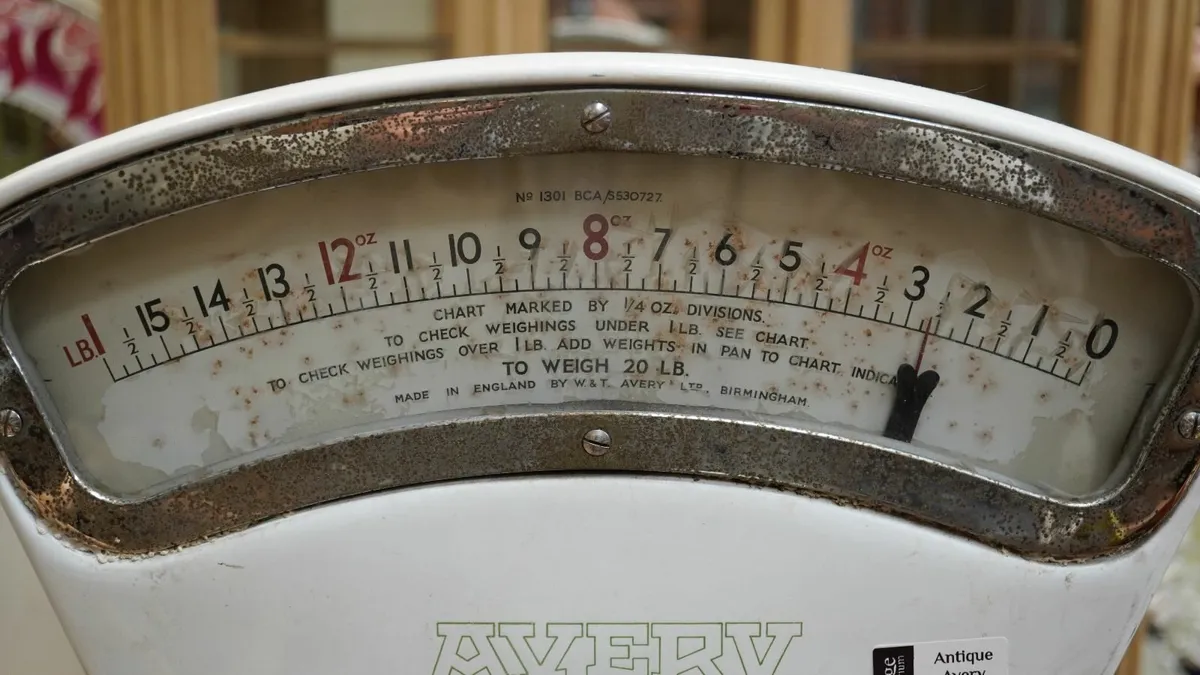 Nº 1301 BCA/S530727.
LB. 1 ½ 15 ½ 14 ½ 13 ½ 12 oz ½ 11 ½ 10 ½ 9 ½ 8 oz ½ 7 ½ 6 ½ 5 ½ 4 oz ½ 3 2 ½ 1 ½ 0
CHART MARKED BY 1/4 OZ. DIVISIONS.
TO CHECK WEIGHINGS UNDER 1 LB. SEE CHART.
TO CHECK WEIGHINGS OVER 1 LB. ADD WEIGHTS IN PAN TO CHART INDICA
TO WEIGH 20 LB.
MADE IN ENGLAND BY W. & T. AVERY LTD. BIRMINGHAM.
AVERY
Antique
Avery